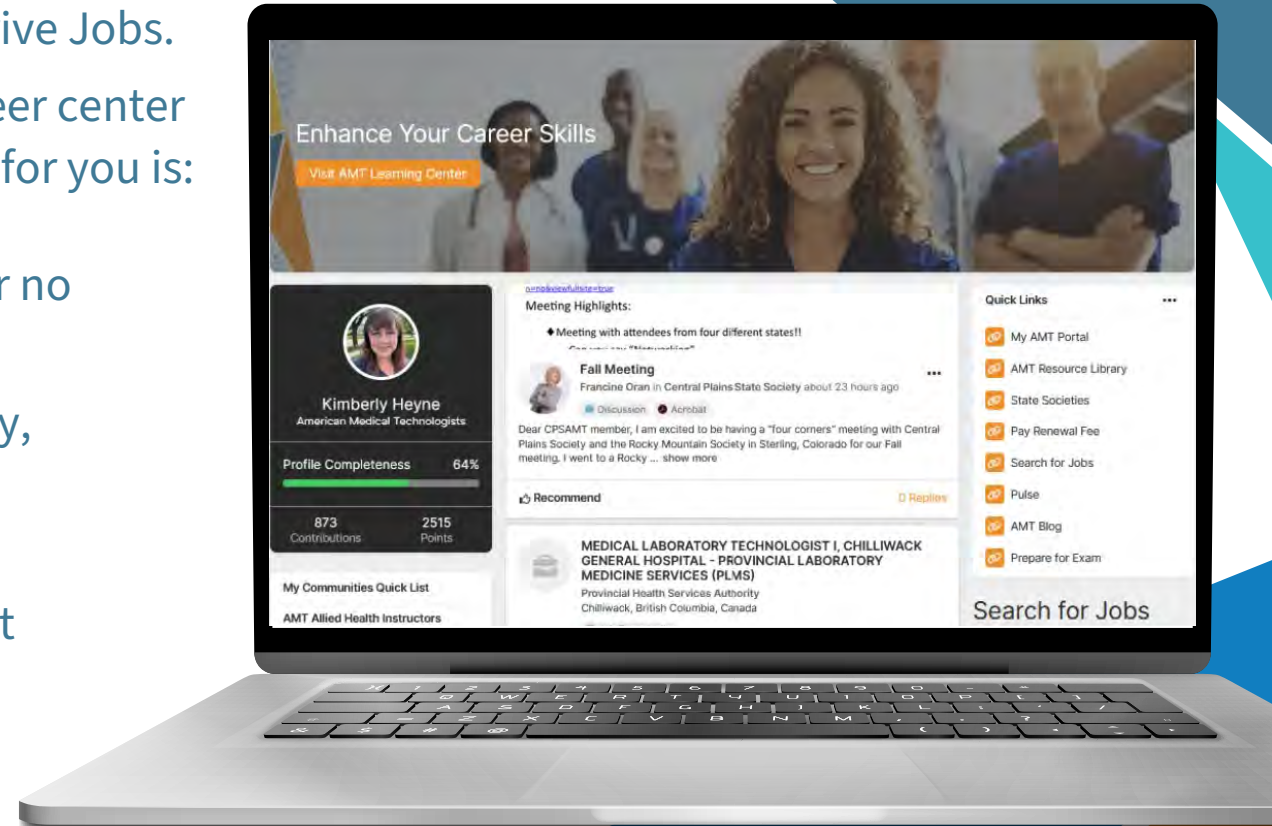 ive Jobs.
eer center
for you is:
r no
y,
t
Enhance Your Career Skills
Visit AMT Learning Center
Kimberly Heyne
American Medical Technologists
Profile Completeness 64%
873 2515
Contributions Points
My Communities Quick List
AMT Allied Health Instructors
Meeting Highlights:
◆Meeting with attendees from four different states!!
Fall Meeting
Francine Oran in Central Plains State Society about 23 hours ago
Discussion Acrobat
Dear CPSAMT member, I am excited to be having a "four corners" meeting with Central
Plains Society and the Rocky Mountain Society in Sterling, Colorado for our Fall
meeting. I went to a Rocky ... show more
Recommend 0 Replies
MEDICAL LABORATORY TECHNOLOGIST I, CHILLIWACK
GENERAL HOSPITAL - PROVINCIAL LABORATORY
MEDICINE SERVICES (PLMS)
Provincial Health Services Authority
Chilliwack, British Columbia, Canada
Quick Links
My AMT Portal
AMT Resource Library
State Societies
Pay Renewal Fee
Search for Jobs
Pulse
AMT Blog
Prepare for Exam
Search for Jobs